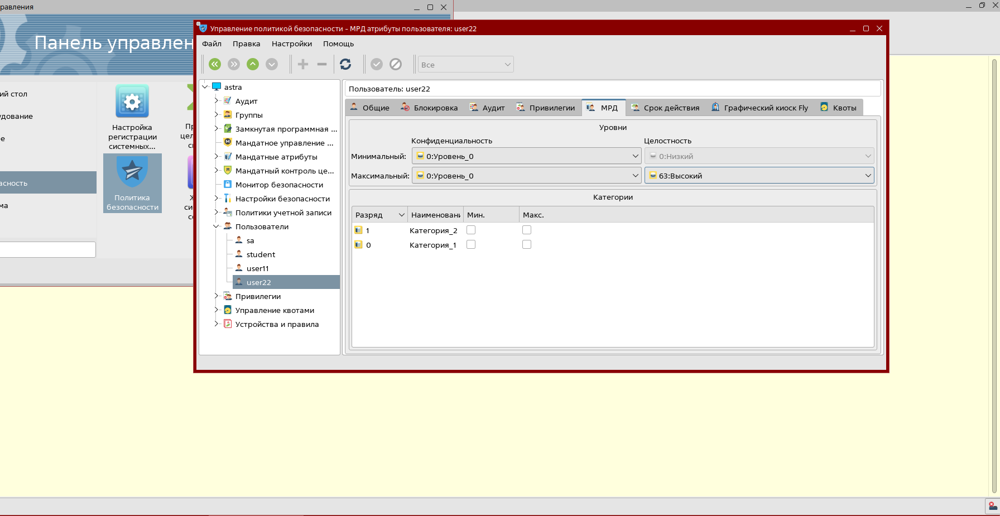 равления
Панель управлен
ий стол
удование
е
асность
ма
Настройка
регистрации
системных...
Политика
безопасности
Пр
цел
с
Ж
си
со
Управление политикой безопасности – МРД атрибуты пользователя: user22
Файл Правка Настройки Помощь
Все
astra
Аудит
Группы
Замкнутая программная ...
Мандатное управление ...
Мандатные атрибуты
Мандатный контроль це...
Монитор безопасности
Настройки безопасности
Политики учетной записи
Пользователи
sa
student
user11
user22
Привилегии
Управление квотами
Устройства и правила
Пользователь: user22
Общие Блокировка Аудит Привилегии МРД Срок действия Графический киоск Fly Квоты
Уровни
Конфиденциальность Целостность
Минимальный: 0:Уровень_0 0:Низкий
Максимальный: 0:Уровень_0 63:Высокий
Категории
Разряд Наименовани Мин. Макс.
1 Категория_2
0 Категория_1